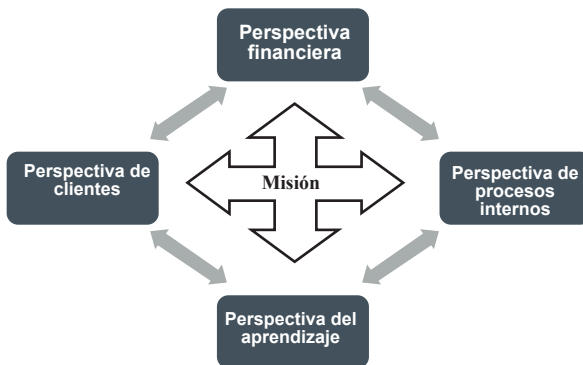 Perspectiva
financiera
Perspectiva de
clientes
Misión
Perspectiva de
procesos
internos
Perspectiva del
aprendizaje